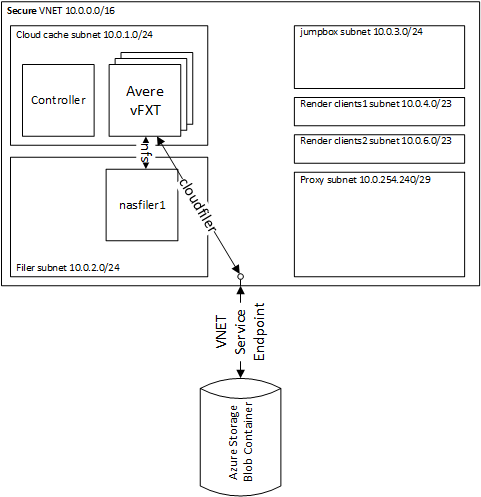 Secure VNET 10.0.0.0/16
Cloud cache subnet 10.0.1.0/24
Controller
Avere
vFXT
nfs
cloudfiler
nasfiler1
Filer subnet 10.0.2.0/24
jumpbox subnet 10.0.3.0/24
Render clients1 subnet 10.0.4.0/23
Render clients2 subnet 10.0.6.0/23
Proxy subnet 10.0.254.240/29
VNET
Service
Endpoint
Azure Storage
Blob Container